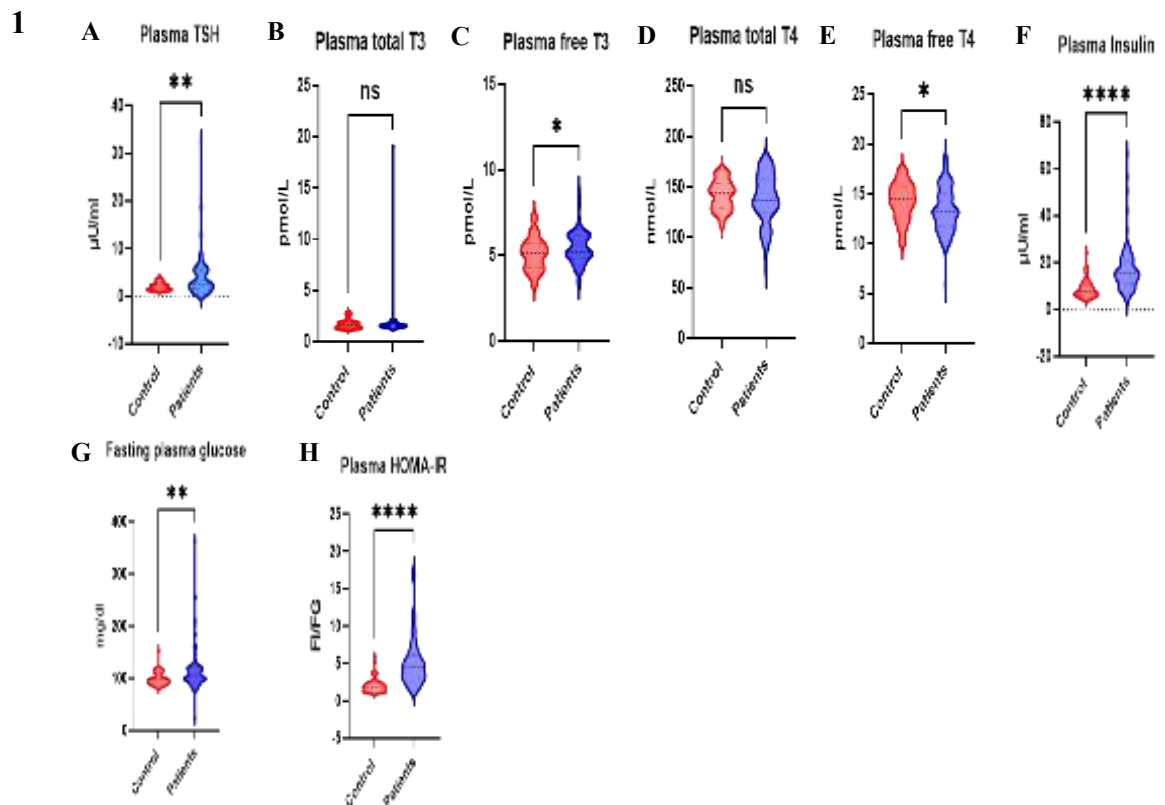 1
A Plasma TSH
**
40
30
20
10
0
-10
µU/ml
Control
Patients
B Plasma total T3
ns
25
20
15
10
5
0
pmol/L
Control
Patients
C Plasma free T3
*
15
10
5
0
pmol/L
Control
Patients
D Plasma total T4
ns
250
200
150
100
50
0
nmol/L
Control
Patients
E Plasma free T4
*
25
20
15
10
5
0
pmol/L
Control
Patients
F Plasma Insulin
****
80
60
40
20
0
-20
µU/ml
Control
Patients
G Fasting plasma glucose
**
400
300
200
100
0
mg/dl
Control
Patients
H Plasma HOMA-IR
****
25
20
15
10
5
0
-5
FI/FG
Control
Patients